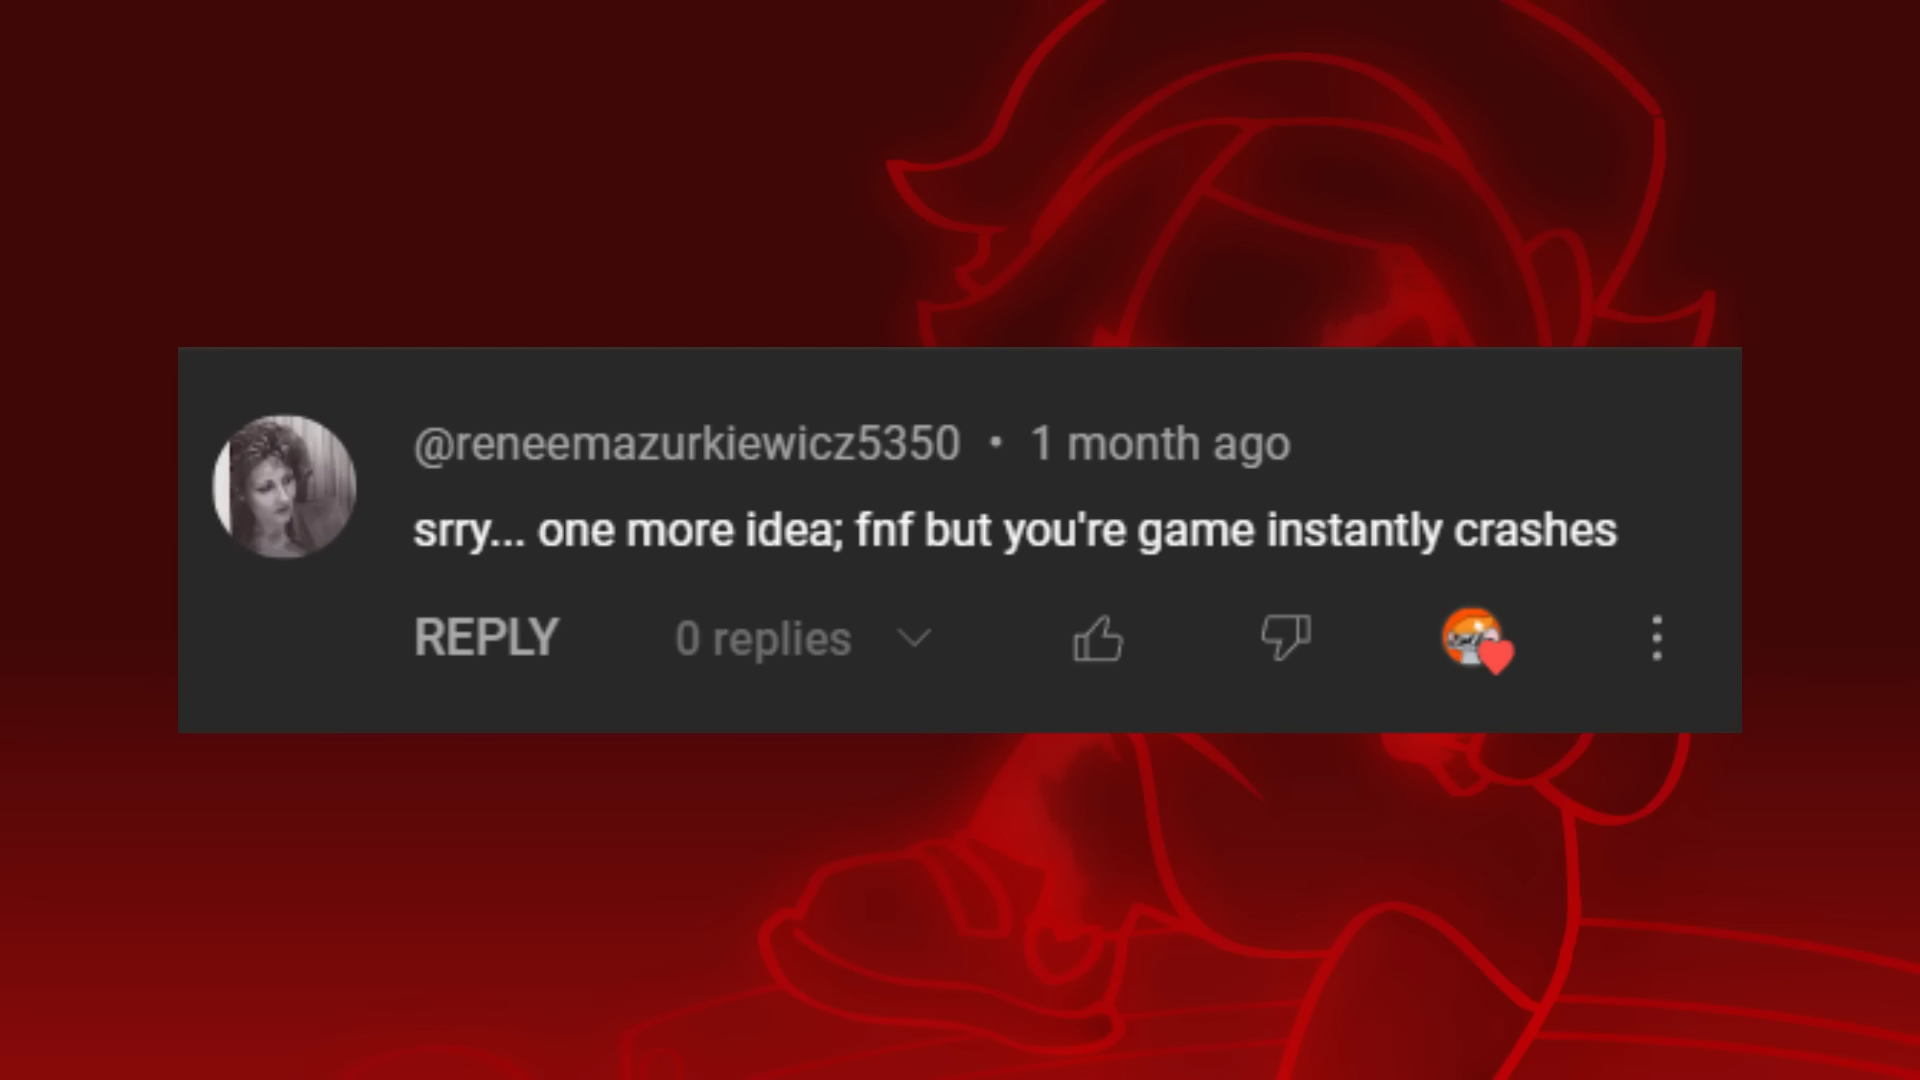 @reneemazurkiewicz5350 • 1 month ago
srry... one more idea; fnf but you're game instantly crashes
REPLY 0 replies